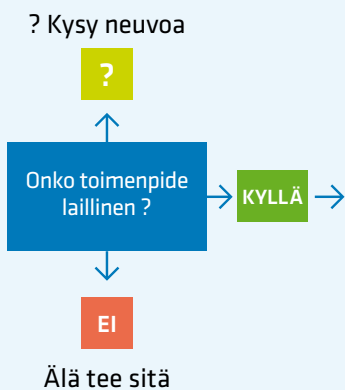 ? Kysy neuvoa
?
Onko toimenpide
laillinen ?
KYLLÄ
EI
Älä tee sitä